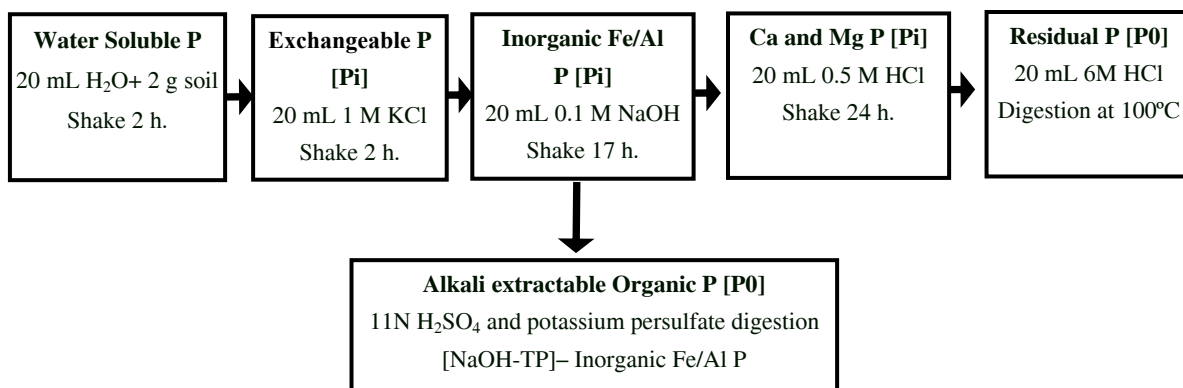 Water Soluble P
20 mL H₂O+ 2 g soil
Shake 2 h.
Exchangeable P
[Pi]
20 mL 1 M KCl
Shake 2 h.
Inorganic Fe/Al
P [Pi]
20 mL 0.1 M NaOH
Shake 17 h.
Ca and Mg P [Pi]
20 mL 0.5 M HCl
Shake 24 h.
Residual P [P0]
20 mL 6M HCl
Digestion at 100ºC
Alkali extractable Organic P [P0]
11N H₂SO₄ and potassium persulfate digestion
[NaOH-TP]– Inorganic Fe/Al P